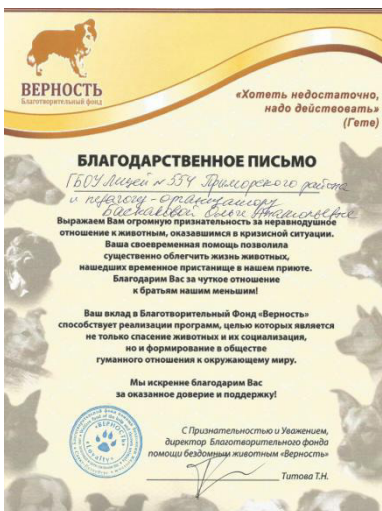 ВЕРНОСТЬ
Благотворительный фонд
«Хотеть недостаточно,
надо действовать»
(Гете)
БЛАГОДАРСТВЕННОЕ ПИСЬМО
ГБОУ Лицей № 554 Приморского района
и педагогу-организатору
Ольге Анатольевне
Выражаем Вам огромную признательность за неравнодушное
отношение к животным, оказавшимся в кризисной ситуации.
Ваша своевременная помощь позволила
существенно облегчить жизнь животных,
нашедших временное пристанище в нашем приюте.
Благодарим Вас за чуткое отношение
к братьям нашим меньшим!
Ваш вклад в Благотворительный Фонд «Верность»
способствует реализации программ, целью которых является
не только спасение животных и их социализация,
но и формирование в обществе
гуманного отношения к окружающему миру.
Мы искренне благодарим Вас
за оказанное доверие и поддержку!
«ВЕРНОСТЬ»
«Loyalty»
С Признательностью и Уважением,
директор Благотворительного фонда
помощи бездомным животным «Верность»
Титова Т.Н.